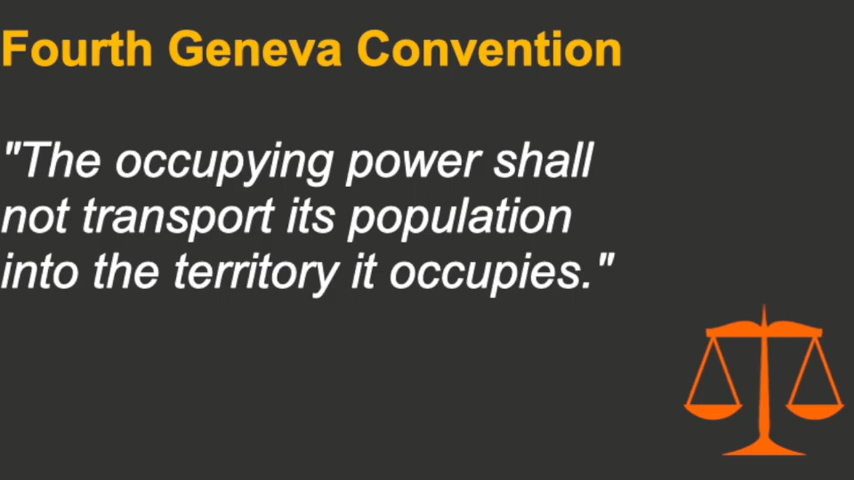 Fourth Geneva Convention
"The occupying power shall
not transport its population
into the territory it occupies."